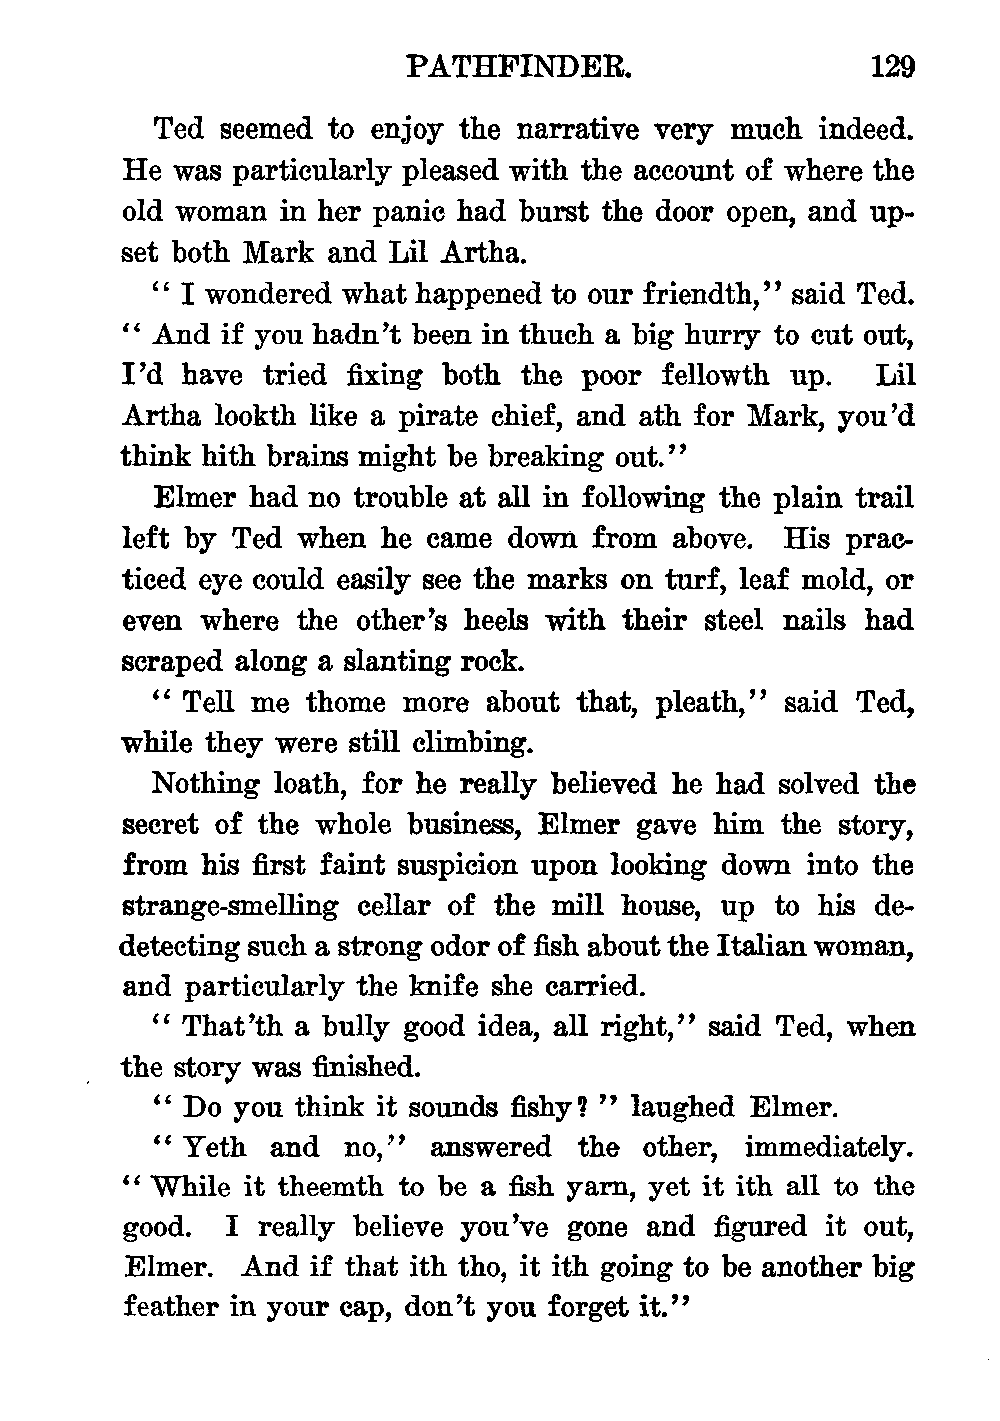 PATHFINDER. 129
Ted seemed to enjoy the narrative very much indeed.
He was particularly pleased with the account of where the
old woman in her panic had burst the door open, and up-
set both Mark and Lil Artha.
“ I wondered what happened to our friendth,” said Ted.
“ And if you hadn’t been in thuch a big hurry to cut out,
I’d have tried fixing both the poor fellowth up. Lil
Artha lookth like a pirate chief, and ath for Mark, you’d
think hith brains might be breaking out.”
Elmer had no trouble at all in following the plain trail
left by Ted when he came down from above. His prac-
ticed eye could easily see the marks on turf, leaf mold, or
even where the other’s heels with their steel nails had
scraped along a slanting rock.
“ Tell me thome more about that, pleath,” said Ted,
while they were still climbing.
Nothing loath, for he really believed he had solved the
secret of the whole business, Elmer gave him the story,
from his first faint suspicion upon looking down into the
strange-smelling cellar of the mill house, up to his de-
detecting such a strong odor of fish about the Italian woman,
and particularly the knife she carried.
“ That’th a bully good idea, all right,” said Ted, when
the story was finished.
“ Do you think it sounds fishy? ” laughed Elmer.
“ Yeth and no,” answered the other, immediately.
“ While it theemth to be a fish yarn, yet it ith all to the
good. I really believe you’ve gone and figured it out,
Elmer. And if that ith tho, it ith going to be another big
feather in your cap, don’t you forget it.”